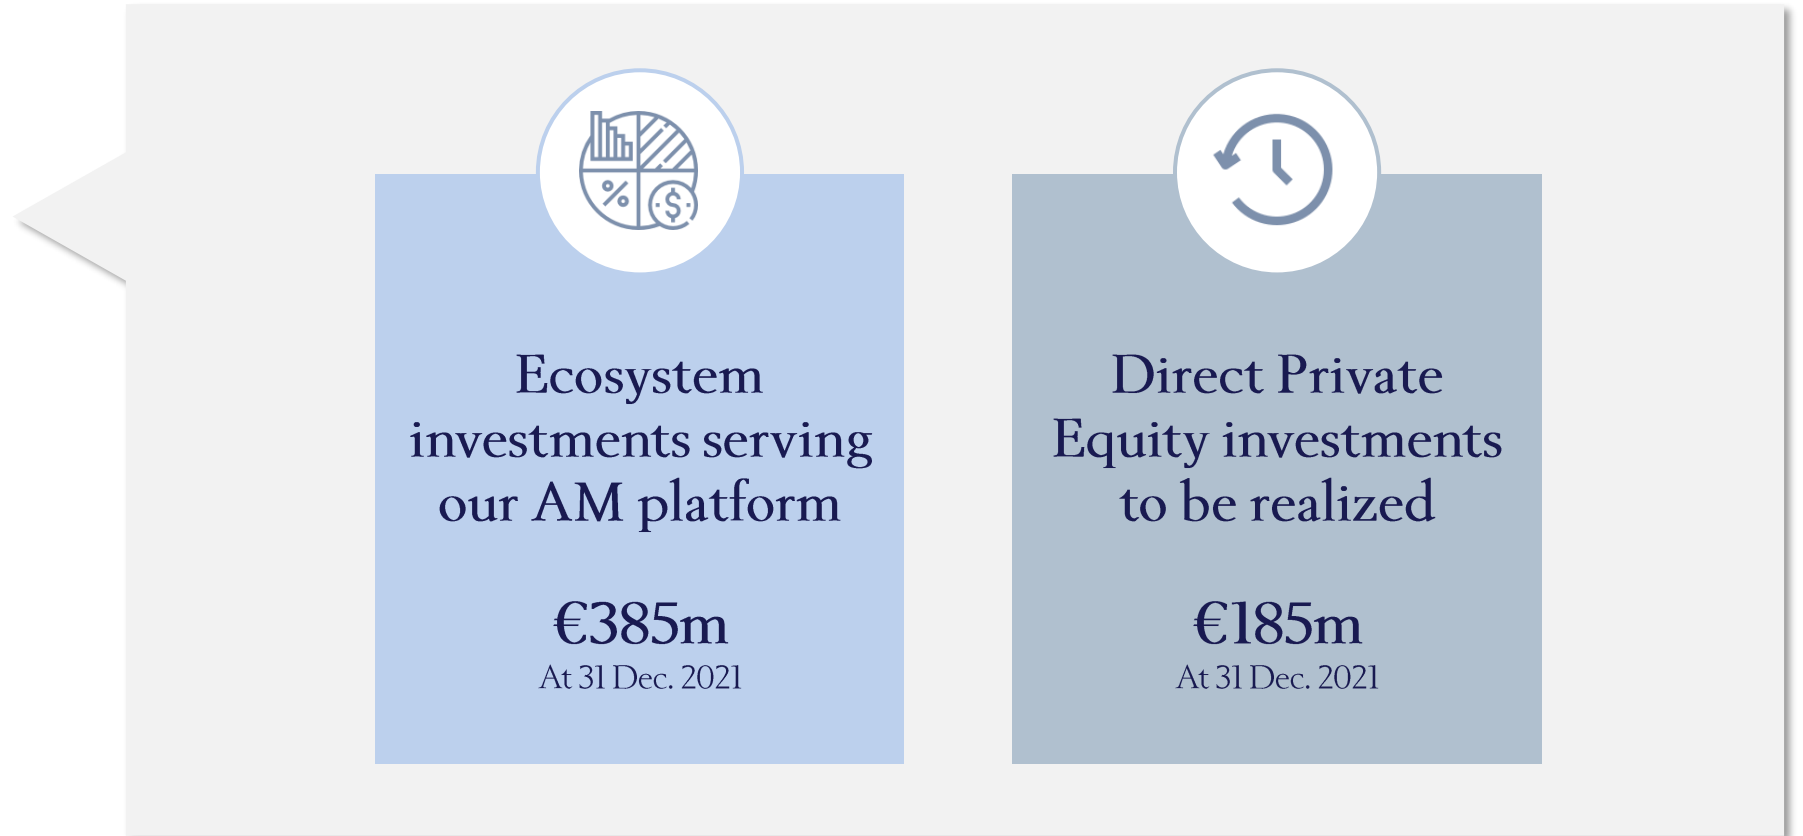 Ecosystem
investments serving
our AM platform
€385m
At 31 Dec. 2021
Direct Private
Equity investments
to be realized
€185m
At 31 Dec. 2021